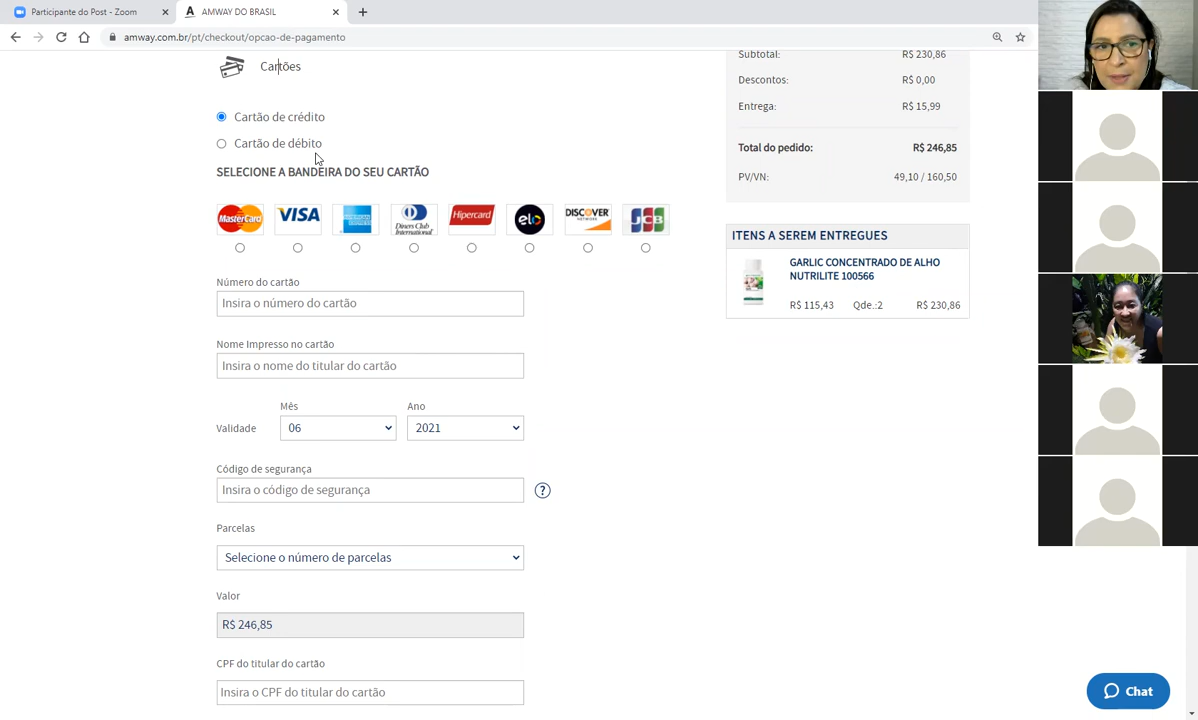 Participante do Post - Zoom
AMWAY DO BRASIL
amway.com.br/pt/checkout/opcao-de-pagamento
Cartões
Cartão de crédito
Cartão de débito
SELECIONE A BANDEIRA DO SEU CARTÃO
MasterCard
VISA
AMERICAN EXPRESS
Diners Club International
Hipercard
elo
DISCOVER NETWORK
JCB
Número do cartão
Insira o número do cartão
Nome Impresso no cartão
Insira o nome do titular do cartão
Mês Ano
Validade 06 2021
Código de segurança
Insira o código de segurança ?
Parcelas
Selecione o número de parcelas
Valor
R$ 246,85
CPF do titular do cartão
Insira o CPF do titular do cartão
Subtotal: R$ 230,86
Descontos: R$ 0,00
Entrega: R$ 15,99
Total do pedido: R$ 246,85
PV/VN: 49,10 / 160,50
ITENS A SEREM ENTREGUES
GARLIC CONCENTRADO DE ALHO
NUTRILITE 100566
R$ 115,43 Qde.:2 R$ 230,86
Chat